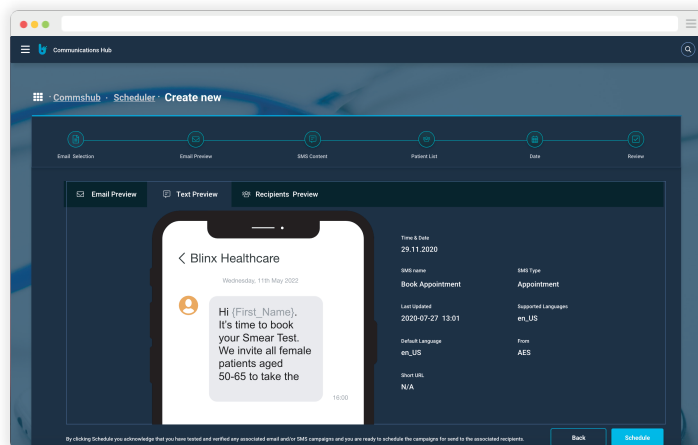 Communications Hub
· Commshub · Scheduler · Create new
Email Selection
Email Preview
SMS Content
Patient List
Date
Review
Email Preview
Text Preview
Recipients Preview
< Blinx Healthcare
Wednesday, 11th May 2022
Hi {First_Name}.
It's time to book
your Smear Test.
We invite all female
patients aged
50-65 to take the
16:00
Time & Date
29.11.2020
SMS name
Book Appointment
SMS Type
Appointment
Last Updated
2020-07-27 13:01
Supported Languages
en_US
Default Language
en_US
From
AES
Short URL
N/A
By clicking Schedule you acknowledge that you have tested and verified any associated email and/or SMS campaigns and you are ready to schedule the campaigns for send to the associated recipients.
Back
Schedule